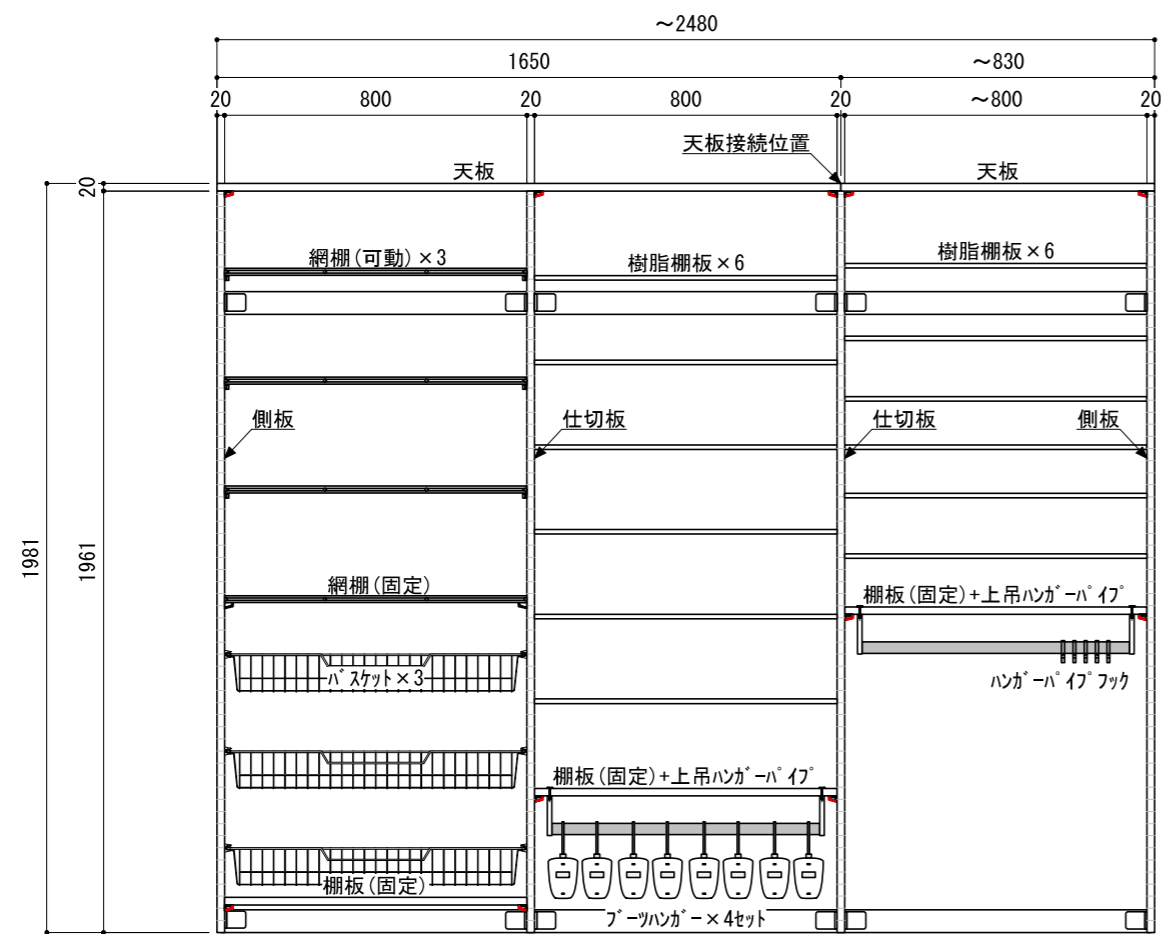 ~2480
1650
~830
20
800
20
800
20
~800
20
天板接続位置
天板
天板
20
網棚(可動)×3
樹脂棚板×6
樹脂棚板×6
側板
仕切板
仕切板
側板
1981
1961
網棚(固定)
棚板(固定)+上吊ﾊﾝｶﾞｰﾊﾟｲﾌﾟ
ﾊﾞｽｹｯﾄ×3
ﾊﾝｶﾞｰﾊﾟｲﾌﾟﾌｯｸ
棚板(固定)+上吊ﾊﾝｶﾞｰﾊﾟｲﾌﾟ
棚板(固定)
ﾌﾞｰﾂﾊﾝｶﾞｰ×4ｾｯﾄ